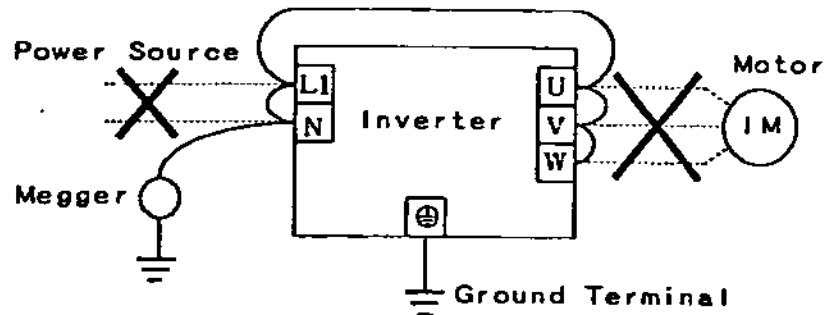 Power Source
L1
N
Inverter
U
V
W
Motor
IM
Megger
Ground Terminal